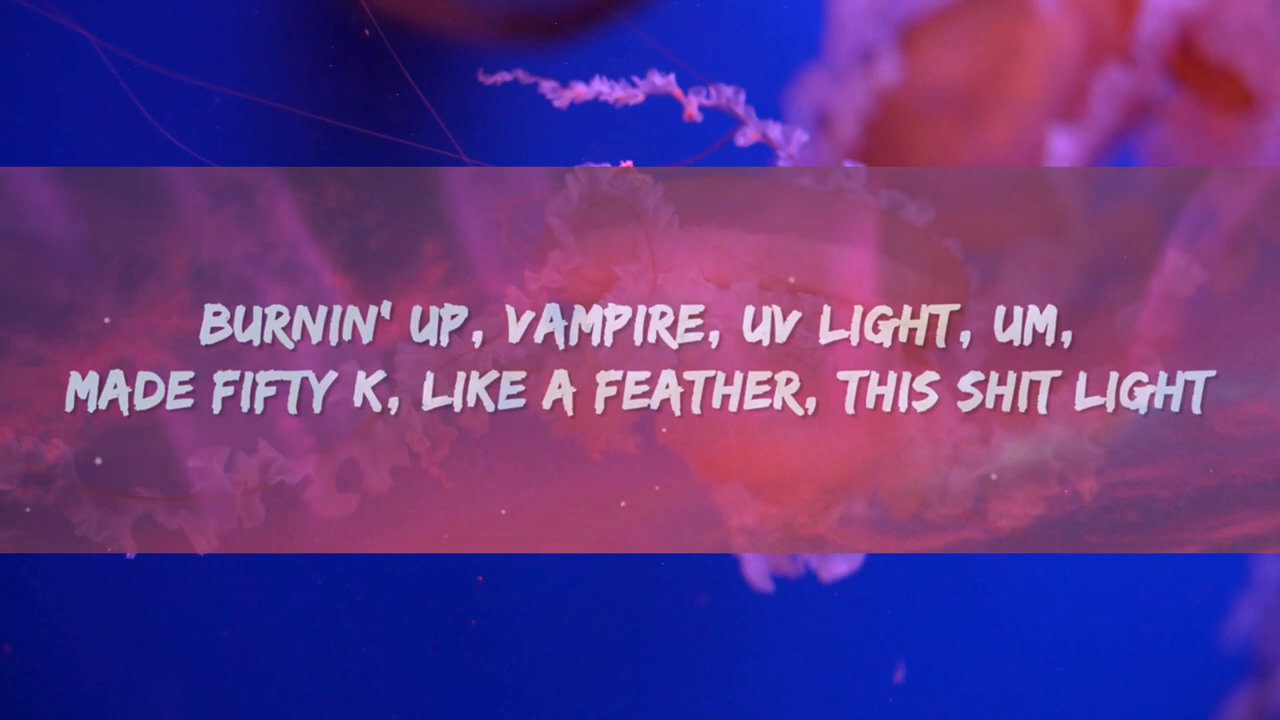 BURNIN' UP, VAMPIRE, UV LIGHT, UM,
MADE FIFTY K, LIKE A FEATHER, THIS SHIT LIGHT